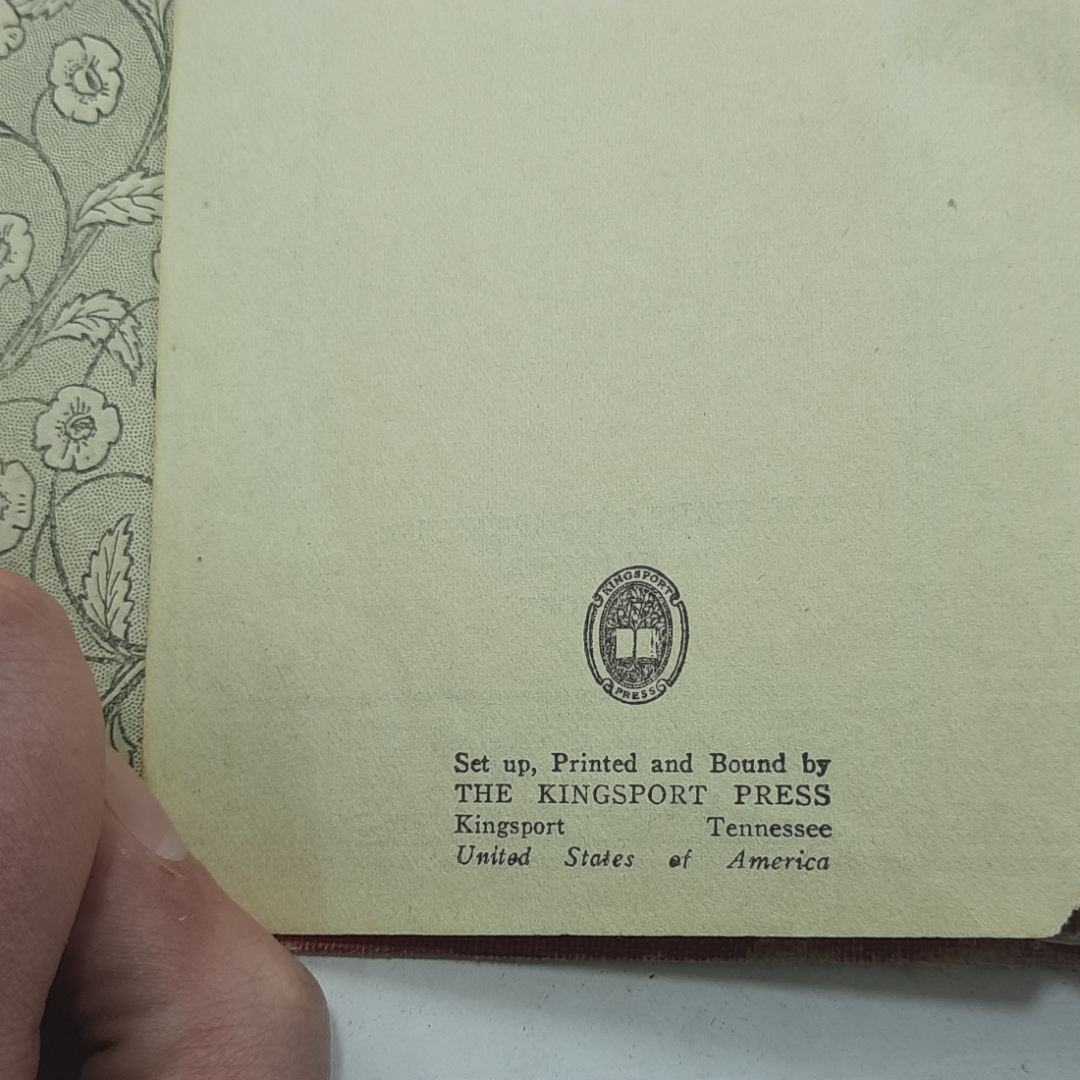 KINGSPORT
PRESS
Set up, Printed and Bound by
THE KINGSPORT PRESS
Kingsport Tennessee
United States of America